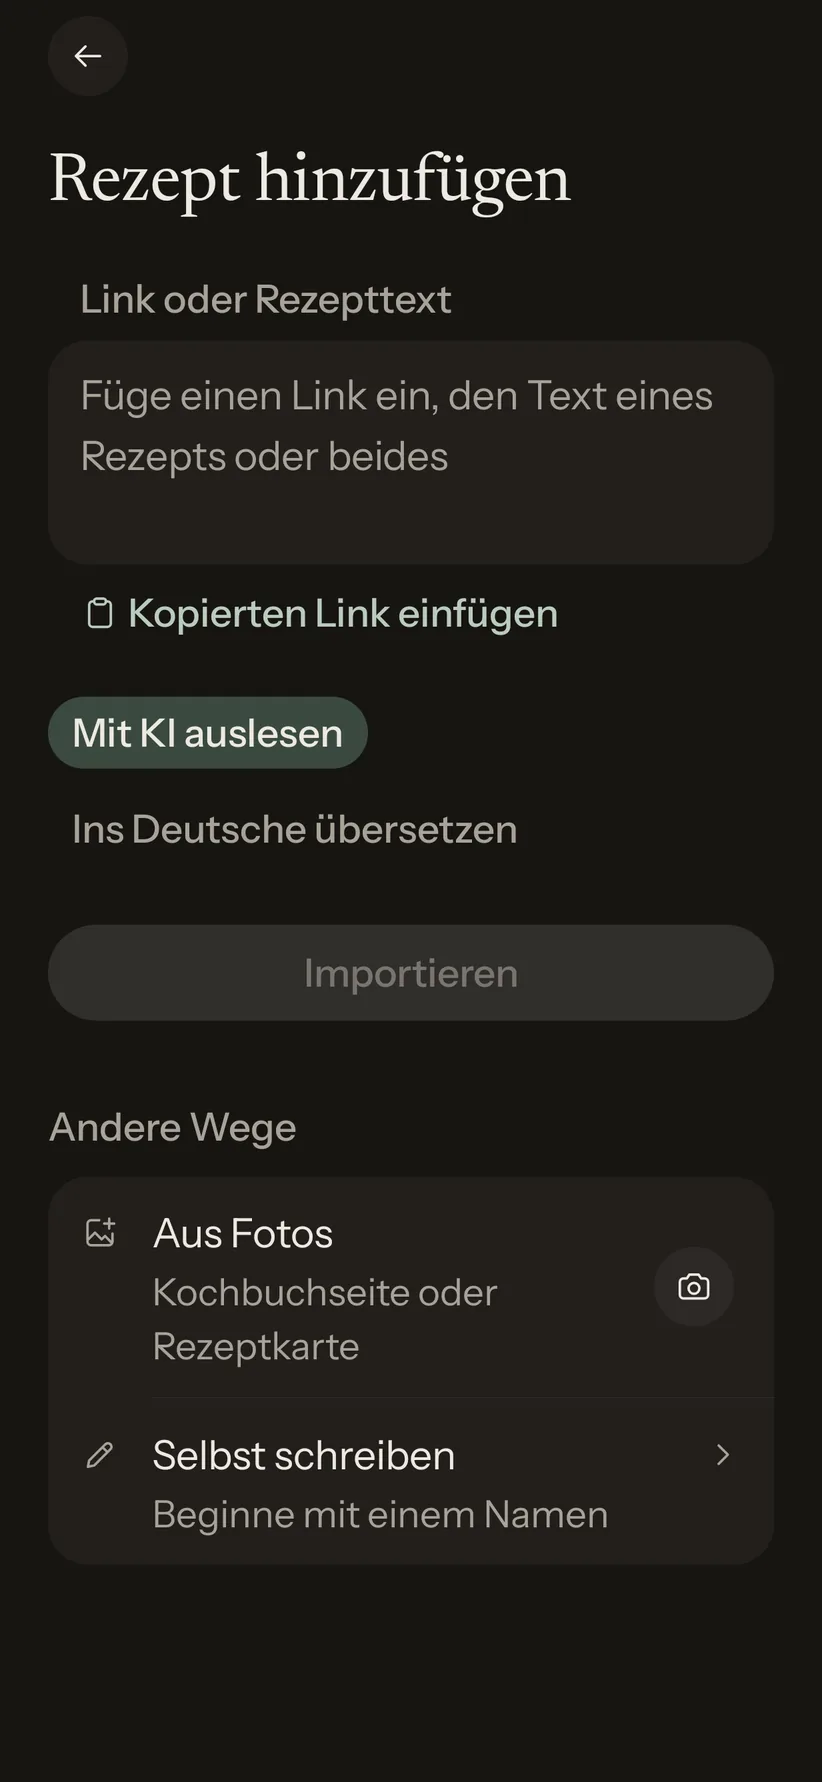 Rezept hinzufügen
Link oder Rezepttext
Füge einen Link ein, den Text eines
Rezepts oder beides
Kopierten Link einfügen
Mit KI auslesen
Ins Deutsche übersetzen
Importieren
Andere Wege
Aus Fotos
Kochbuchseite oder
Rezeptkarte
Selbst schreiben
Beginne mit einem Namen